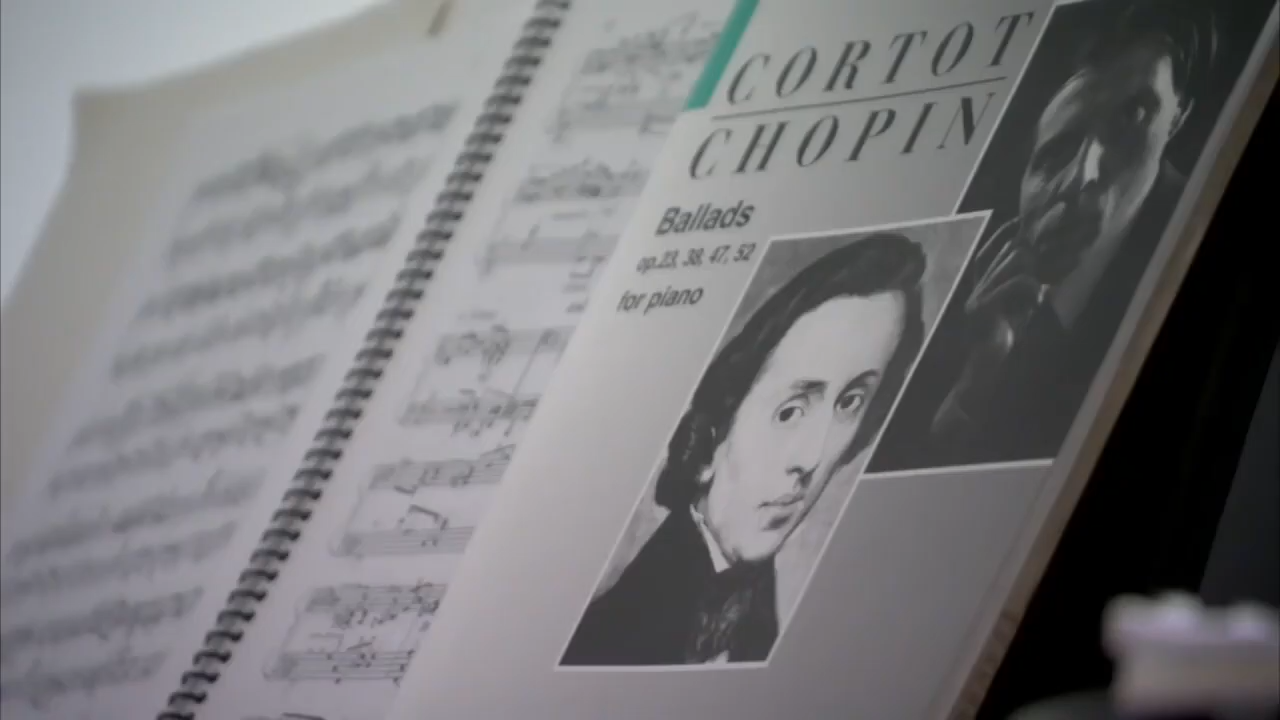 CORTOT
CHOPIN
Ballads
op.23, 38, 47, 52
for piano